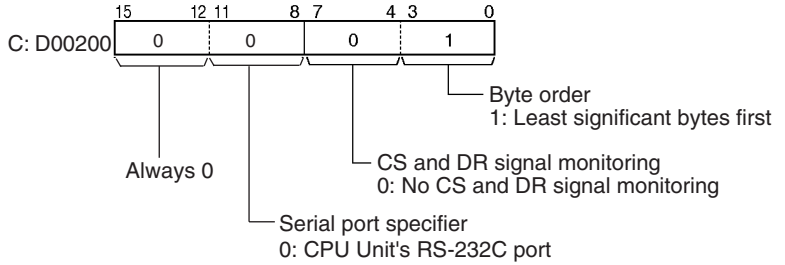 15 12 11 8 7 4 3 0
C: D00200 0 0 0 1
Byte order
1: Least significant bytes first
CS and DR signal monitoring
0: No CS and DR signal monitoring
Always 0
Serial port specifier
0: CPU Unit's RS-232C port